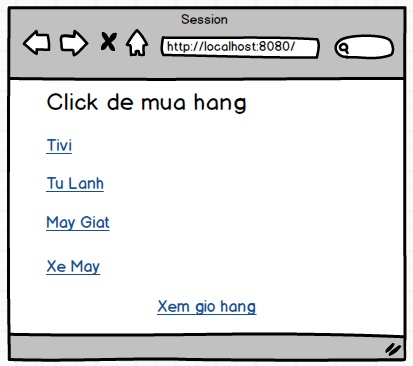 Session
http://localhost:8080/
Click de mua hang
Tivi
Tu Lanh
May Giat
Xe May
Xem gio hang